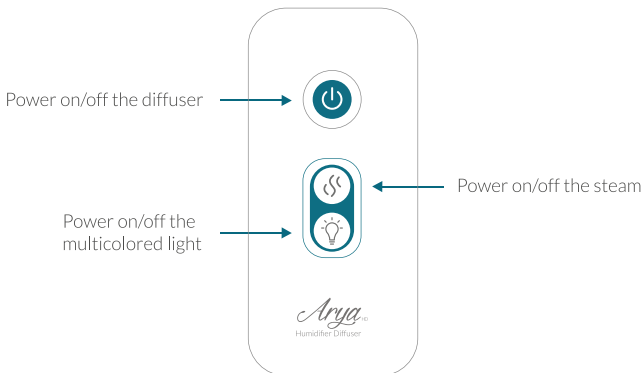 Power on/off the diffuser
Power on/off the steam
Power on/off the
multicolored light
Arya HD
Humidifier Diffuser